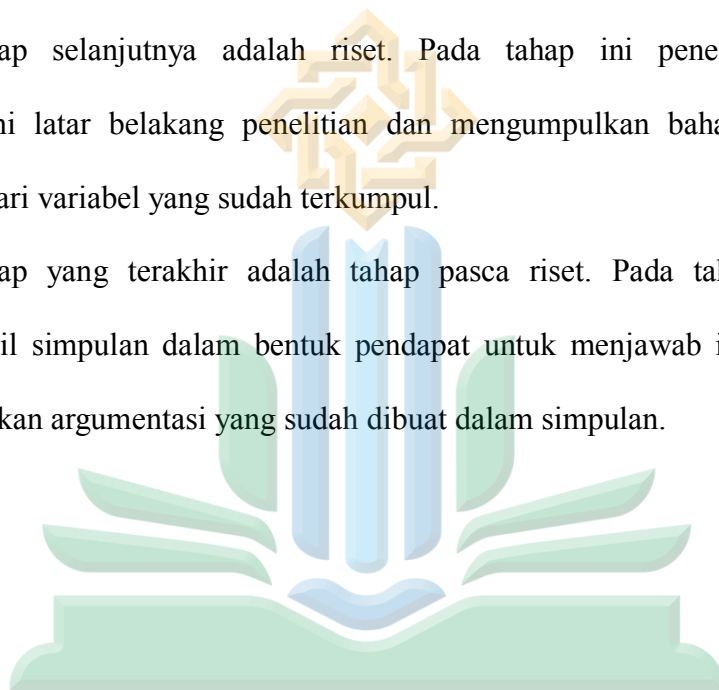 ap selanjutnya adalah riset. Pada tahap ini pene
ni latar belakang penelitian dan mengumpulkan baha
ari variabel yang sudah terkumpul.
ap yang terakhir adalah tahap pasca riset. Pada tal
il simpulan dalam bentuk pendapat untuk menjawab i
kan argumentasi yang sudah dibuat dalam simpulan.